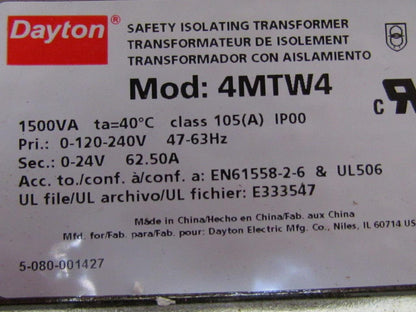 Dayton®
SAFETY ISOLATING TRANSFORMER
TRANSFORMATEUR DE ISOLEMENT
TRANSFORMADOR CON AISLAMIENTO
Mod: 4MTW4
1500VA ta=40°C class 105(A) IP00
Pri.: 0-120-240V 47-63Hz
Sec.: 0-24V 62.50A
Acc. to./conf. à/conf. a: EN61558-2-6 & UL506
UL file/UL archivo/UL fichier: E333547
Made in China/Hecho en China/Fab. aux China
Mfd. for/Fab. para/Fab. pour: Dayton Electric Mfg. Co., Niles, IL 60714 US
5-080-001427
c